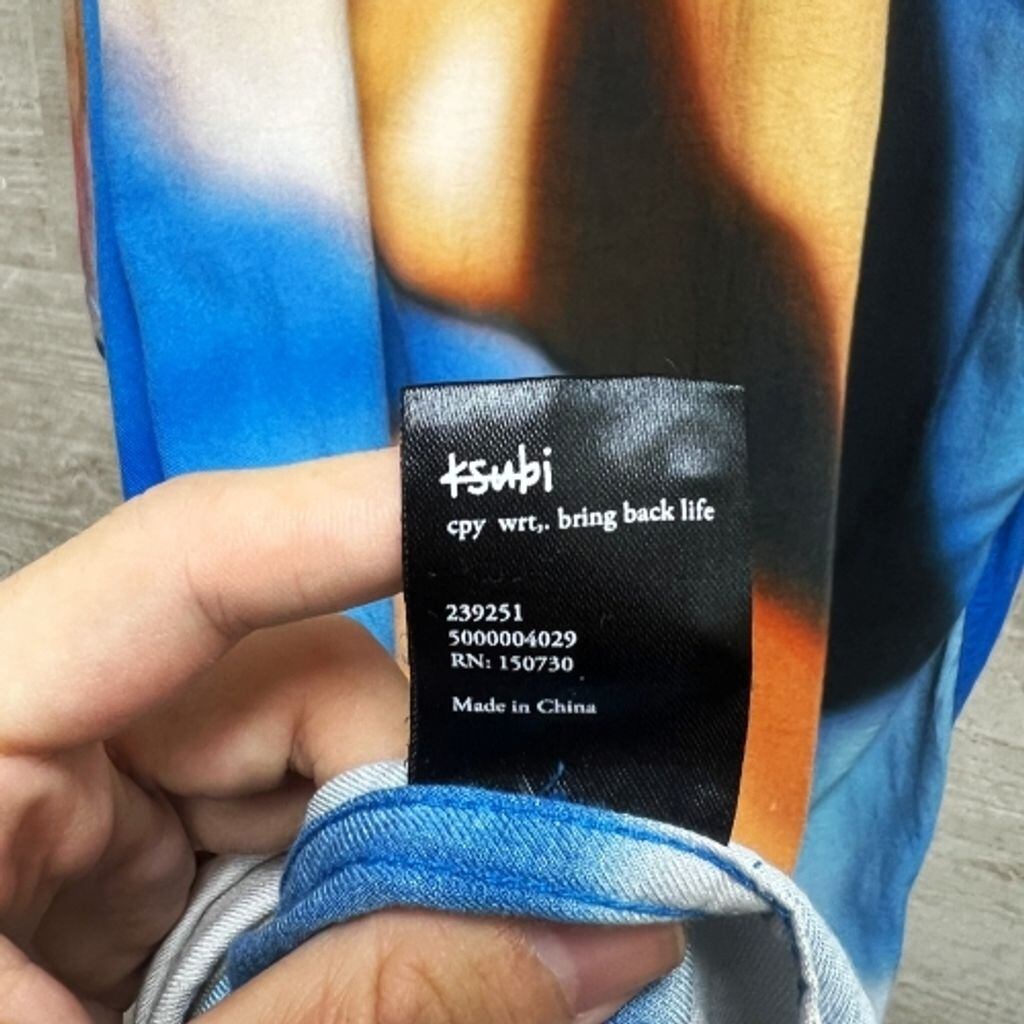 ksubi
cpy wrt,. bring back life
239251
5000004029
RN: 150730
Made in China